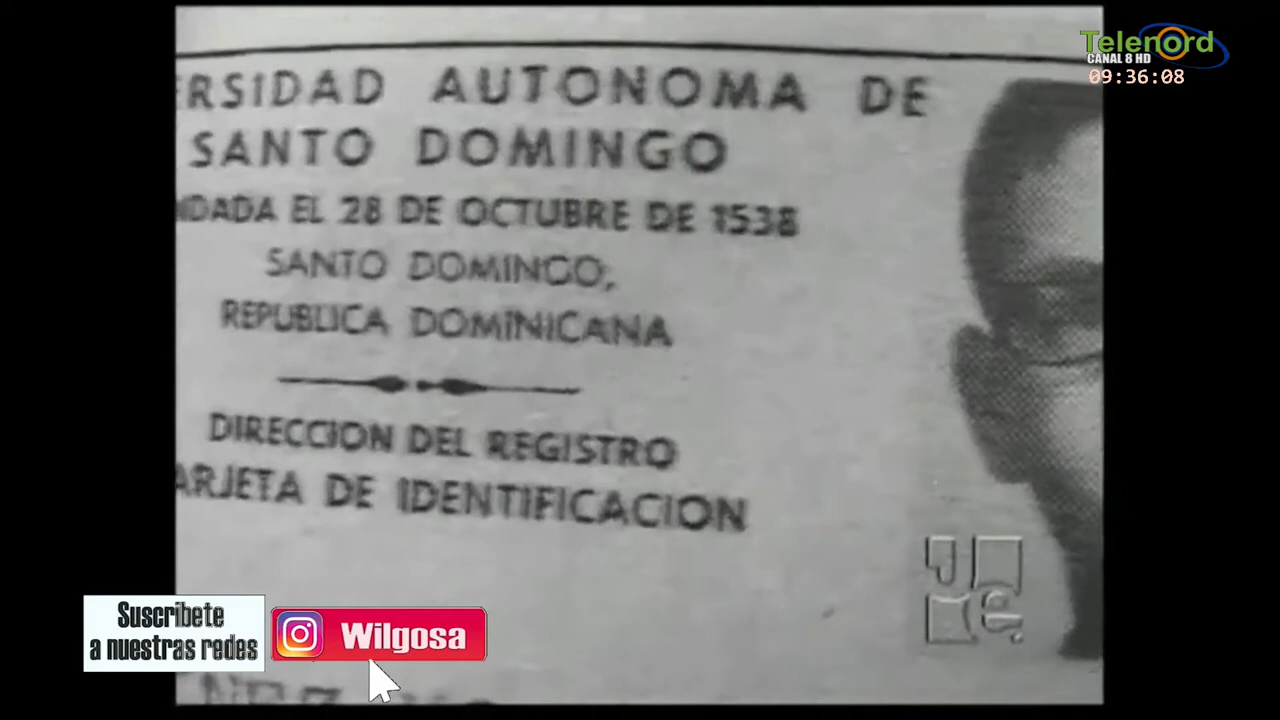 Telenord
CANAL 8 HD
09:36:08
ERSIDAD AUTONOMA DE
SANTO DOMINGO
DADA EL 28 DE OCTUBRE DE 1538
SANTO DOMINGO,
REPUBLICA DOMINICANA
DIRECCION DEL REGISTRO
ARJETA DE IDENTIFICACION
Suscribete
a nuestras redes
Wilgosa